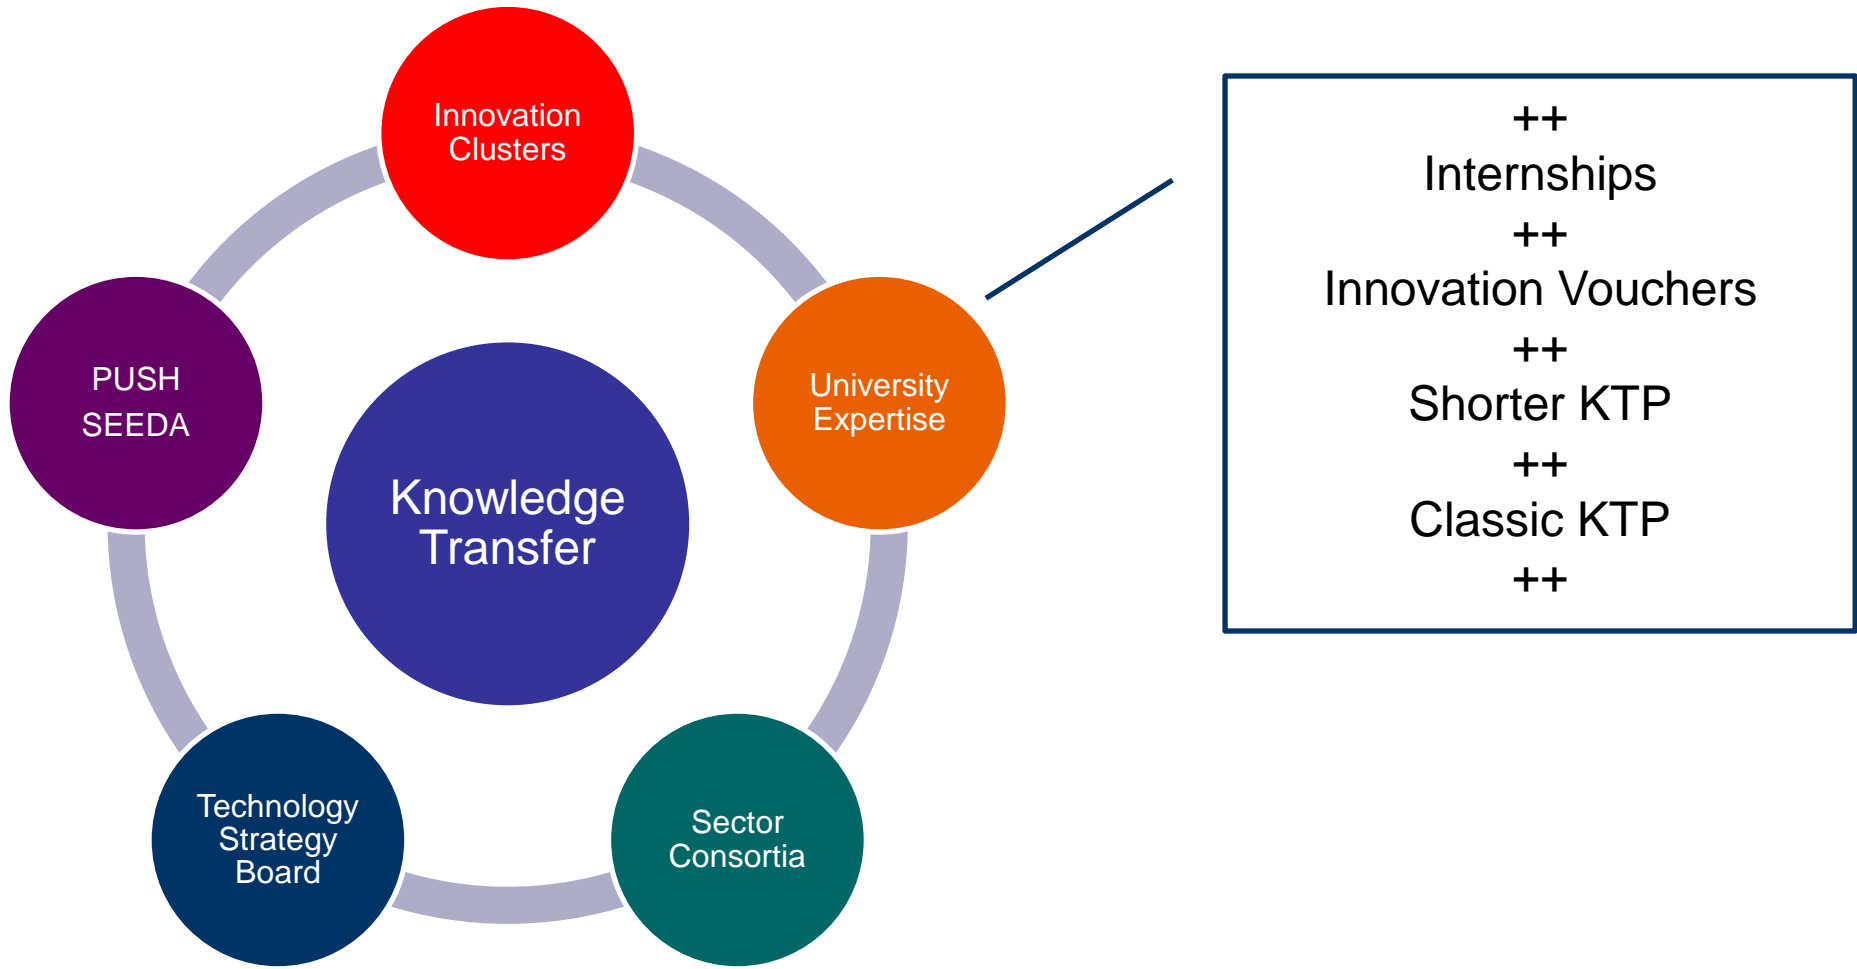 Innovation
Clusters
University
Expertise
Sector
Consortia
Technology
Strategy
Board
PUSH
SEEDA
Knowledge
Transfer
++
Internships
++
Innovation Vouchers
++
Shorter KTP
++
Classic KTP
++